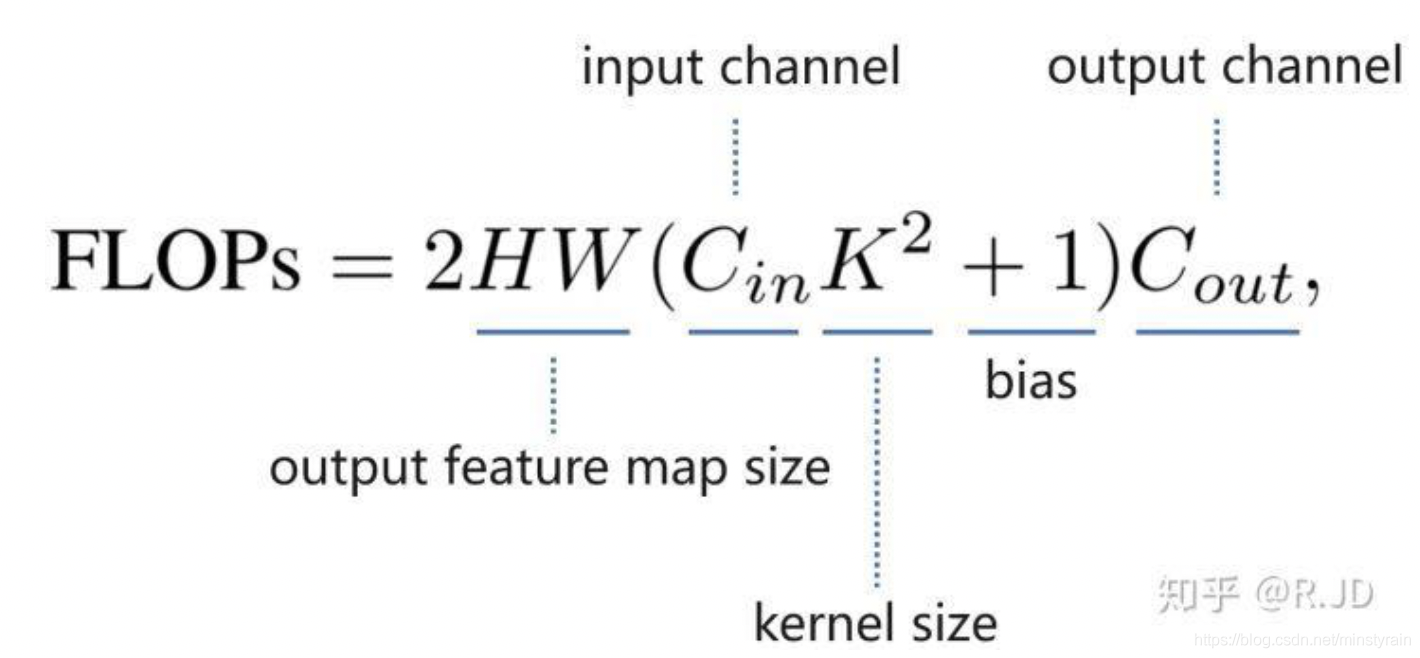 input channel output channel
FLOPs = 2HW(C_{in}K^2 + 1)C_{out},
bias
output feature map size
kernel size
知乎 @R.JD
https://blog.csdn.net/minstyrain